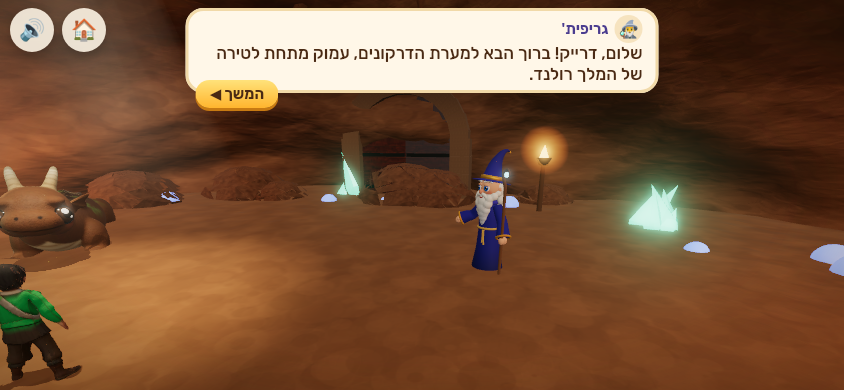 גריפית'
שלום, דרייק! ברוך הבא למערת הדרקונים, עמוק מתחת לטירה
של המלך רולנד.
המשך ◀